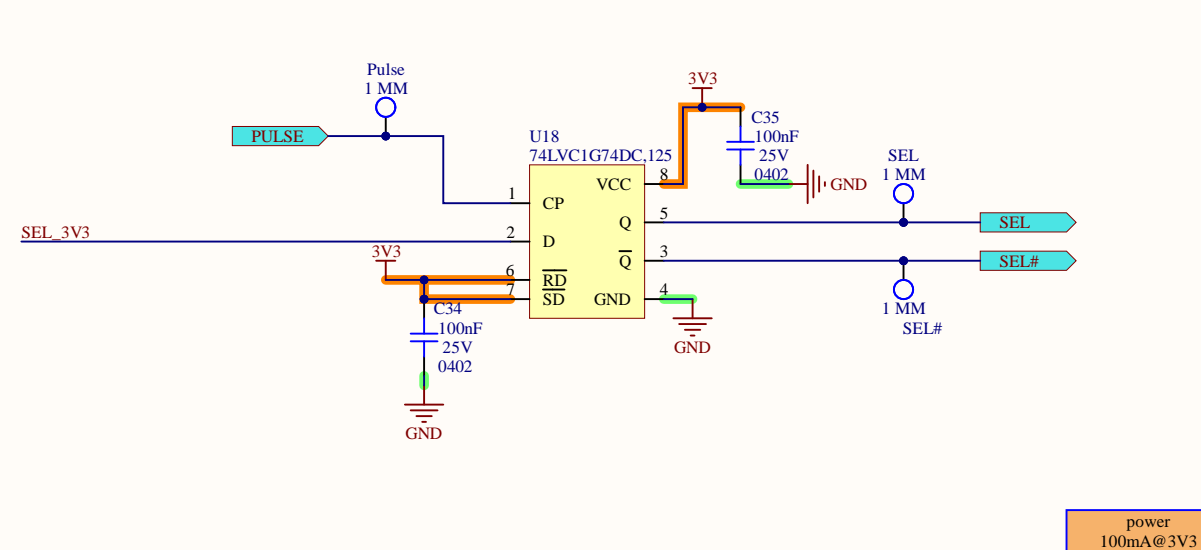 Pulse
1 MM
PULSE
3V3
C35
100nF
25V
0402
GND
U18
74LVC1G74DC,125
SEL
1 MM
1
CP
VCC
8
Q
5
SEL
SEL_3V3
2
D
Q
3
SEL#
3V3
6
RD
7
SD
GND
4
GND
1 MM
SEL#
C34
100nF
25V
0402
GND
power
100mA@3V3